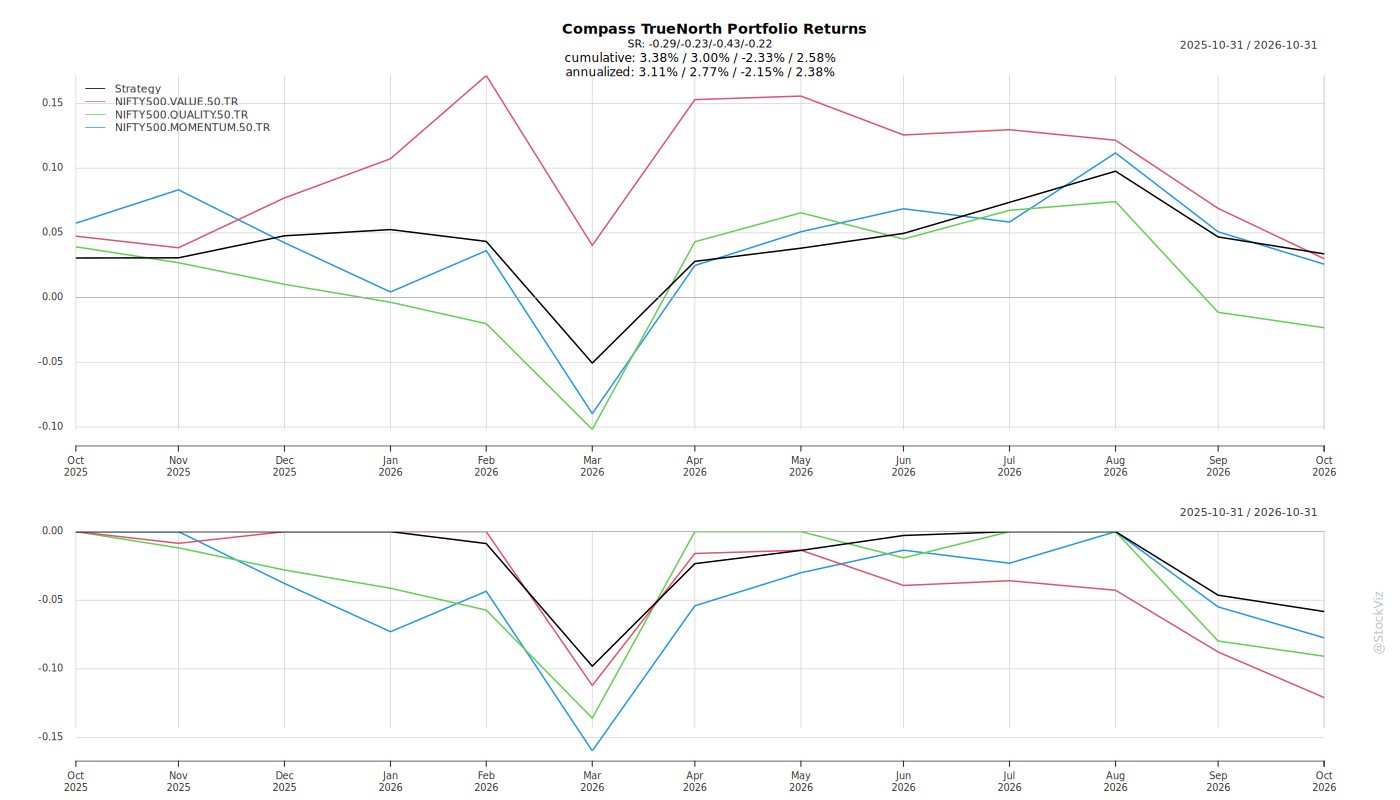 Compass TrueNorth Portfolio Returns
SR: -0.29/-0.23/-0.43/-0.22
cumulative: 3.38% / 3.00% / -2.33% / 2.58%
annualized: 3.11% / 2.77% / -2.15% / 2.38%
2025-10-31 / 2026-10-31
Strategy
NIFTY500.VALUE.50.TR
NIFTY500.QUALITY.50.TR
NIFTY500.MOMENTUM.50.TR
0.15
0.10
0.05
0.00
-0.05
-0.10
Oct Nov Dec Jan Feb Mar Apr May Jun Jul Aug Sep Oct
2025 2025 2025 2026 2026 2026 2026 2026 2026 2026 2026 2026 2026
2025-10-31 / 2026-10-31
0.00
-0.05
-0.10
-0.15
Oct Nov Dec Jan Feb Mar Apr May Jun Jul Aug Sep Oct
2025 2025 2025 2026 2026 2026 2026 2026 2026 2026 2026 2026 2026
@StockViz